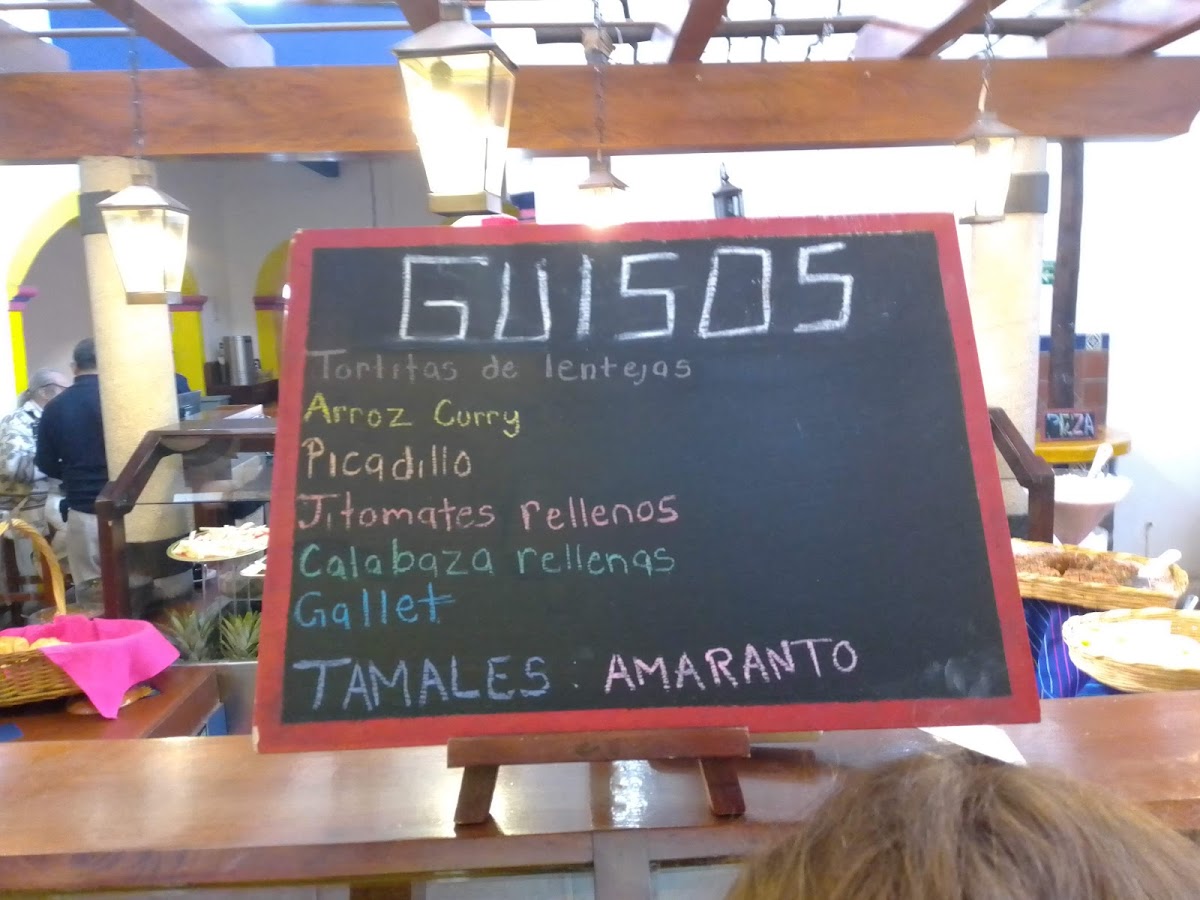 GUISOS
Tortitas de lentejas
Arroz Curry
Picadillo
Jitomates rellenos
Calabaza rellenas
Gallet
TAMALES : AMARANTO
PIZZA